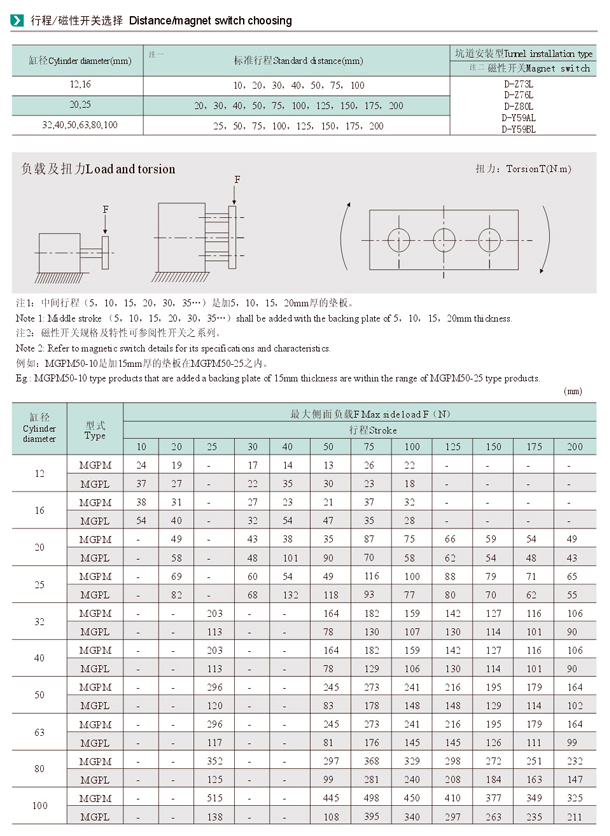 行程/磁性开关选择 Distance/magnet switch choosing
缸径Cylinder diameter(mm) 注一 标准行程Standard distance(mm) 坑道安装型Tunnel installation type
注二 磁性开关Magnet switch
12,16 10, 20, 30, 40, 50, 75, 100 D-Z73L
D-Z76L
20,25 20, 30, 40, 50, 75, 100, 125, 150, 175, 200 D-Z80L
D-Y59AL
32,40,50,63,80,100 25, 50, 75, 100, 125, 150, 175, 200 D-Y59BL
负载及扭力Load and torsion 扭力: TorsionT(N.m)
F
F
注1: 中间行程 (5, 10, 15, 20, 30, 35…) 是加5, 10, 15, 20mm厚的垫板。
Note 1: Middle stroke (5, 10, 15, 20, 30, 35…) shall be added with the backing plate of 5, 10, 15, 20mm thickness.
注2: 磁性开关规格及特性可参阅性开关之系列。
Note 2: Refer to magnetic switch details for its specifications and characteristics.
例如: MGPM50-10是加15mm厚的垫板在MGPM50-25之内。
Eg : MGPM50-10 type products that are added a backing plate of 15mm thickness are within the range of MGPM50-25 type products.
(mm)
缸径 Cylinder diameter 型式 Type 最大侧面负载F Max sideload F (N)
行程Stroke
10 20 25 30 40 50 75 100 125 150 175 200
12 MGPM 24 19 - 17 14 13 26 22 - - - -
MGPL 37 27 - 22 35 30 23 18 - - - -
16 MGPM 38 31 - 27 23 21 37 32 - - - -
MGPL 54 40 - 32 54 47 35 28 - - - -
20 MGPM - 49 - 43 38 35 87 75 66 59 54 49
MGPL - 58 - 48 101 90 70 58 62 54 48 43
25 MGPM - 69 - 60 54 49 116 100 88 79 71 65
MGPL - 82 - 68 132 118 93 77 80 70 62 55
32 MGPM - - 203 - - 164 182 159 142 127 116 106
MGPL - - 113 - - 78 130 107 130 114 101 90
40 MGPM - - 203 - - 164 182 159 142 127 116 106
MGPL - - 113 - - 78 129 106 130 114 101 90
50 MGPM - - 296 - - 245 273 241 216 195 179 164
MGPL - - 120 - - 83 178 148 148 129 114 102
63 MGPM - - 296 - - 245 273 241 216 195 179 164
MGPL - - 117 - - 81 176 145 145 126 111 99
80 MGPM - - 352 - - 297 368 329 298 272 251 232
MGPL - - 125 - - 99 281 240 208 184 163 147
100 MGPM - - 515 - - 445 498 450 410 377 349 325
MGPL - - 138 - - 108 395 340 297 263 235 211